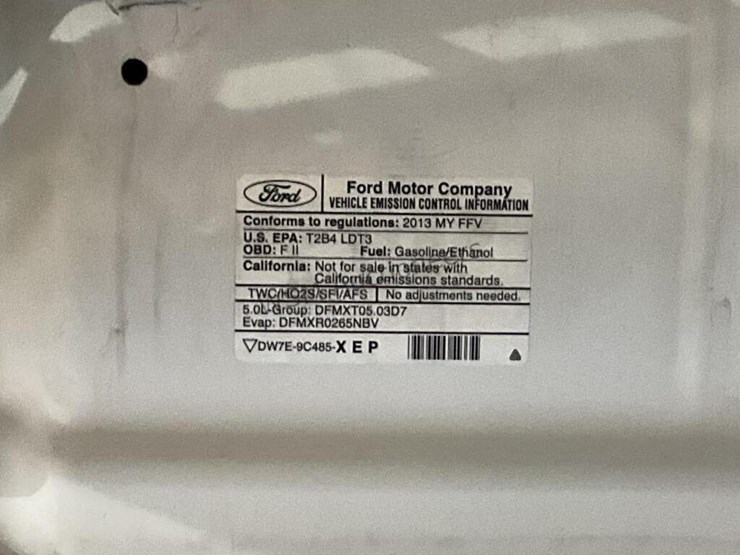 Ford
Ford Motor Company
VEHICLE EMISSION CONTROL INFORMATION
Conforms to regulations: 2013 MY FFV
U.S. EPA: T2B4 LDT3
OBD: F II Fuel: Gasoline/Ethanol
California: Not for sale in states with
California emissions standards.
TWC/HO2S/SFI/AFS No adjustments needed.
5.0L-Group: DFMXT05.03D7
Evap: DFMXR0265NBV
DW7E-9C485-X E P